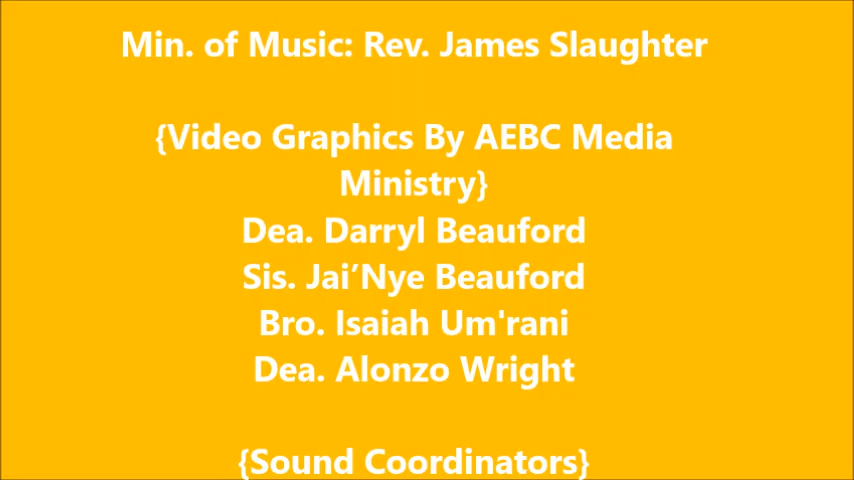 Min. of Music: Rev. James Slaughter
{Video Graphics By AEBC Media
Ministry}
Dea. Darryl Beauford
Sis. Jai’Nye Beauford
Bro. Isaiah Um'rani
Dea. Alonzo Wright
{Sound Coordinators}